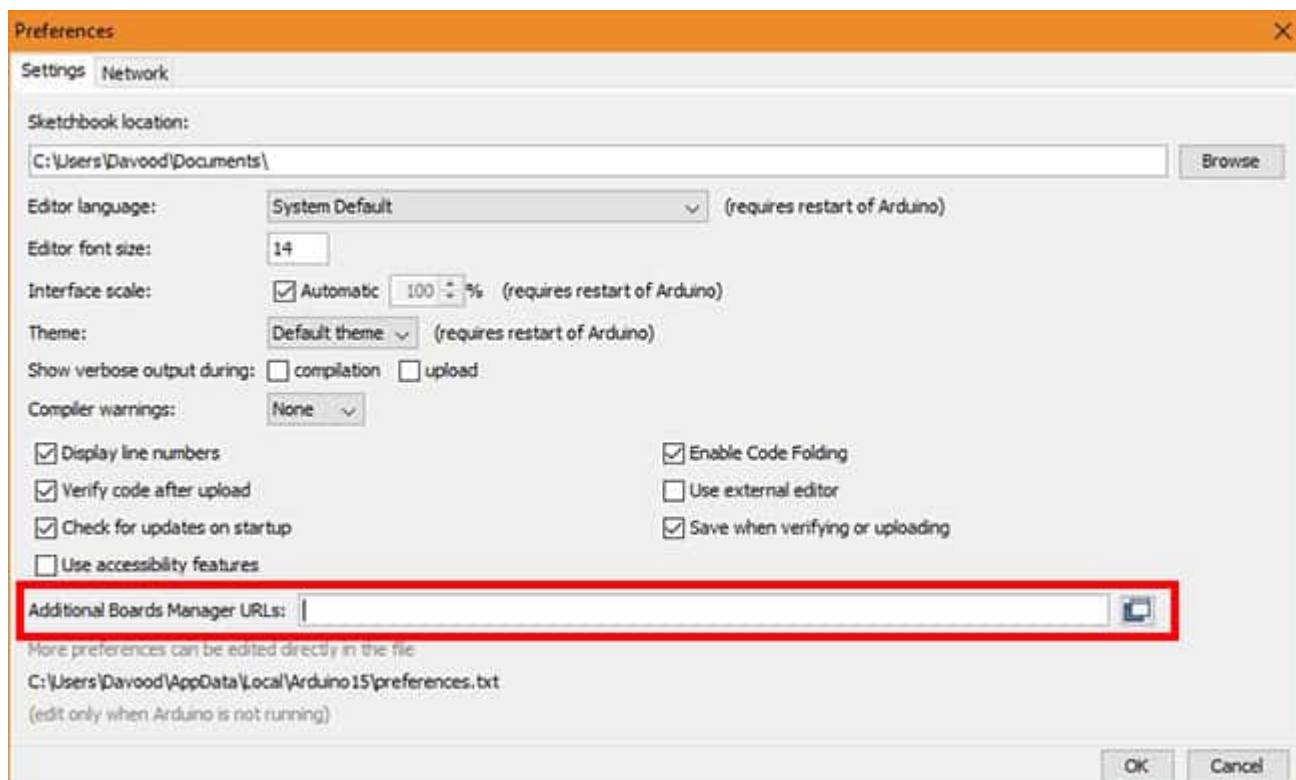 Preferences
Settings Network
Sketchbook location:
C:\Users\Davood\Documents\ Browse
Editor language: System Default (requires restart of Arduino)
Editor font size: 14
Interface scale: Automatic 100 % (requires restart of Arduino)
Theme: Default theme (requires restart of Arduino)
Show verbose output during: compilation upload
Compiler warnings: None
Display line numbers Enable Code Folding
Verify code after upload Use external editor
Check for updates on startup Save when verifying or uploading
Use accessibility features
Additional Boards Manager URLs:
More preferences can be edited directly in the file
C:\Users\Davood\AppData\Local\Arduino15\preferences.txt
(edit only when Arduino is not running)
OK Cancel